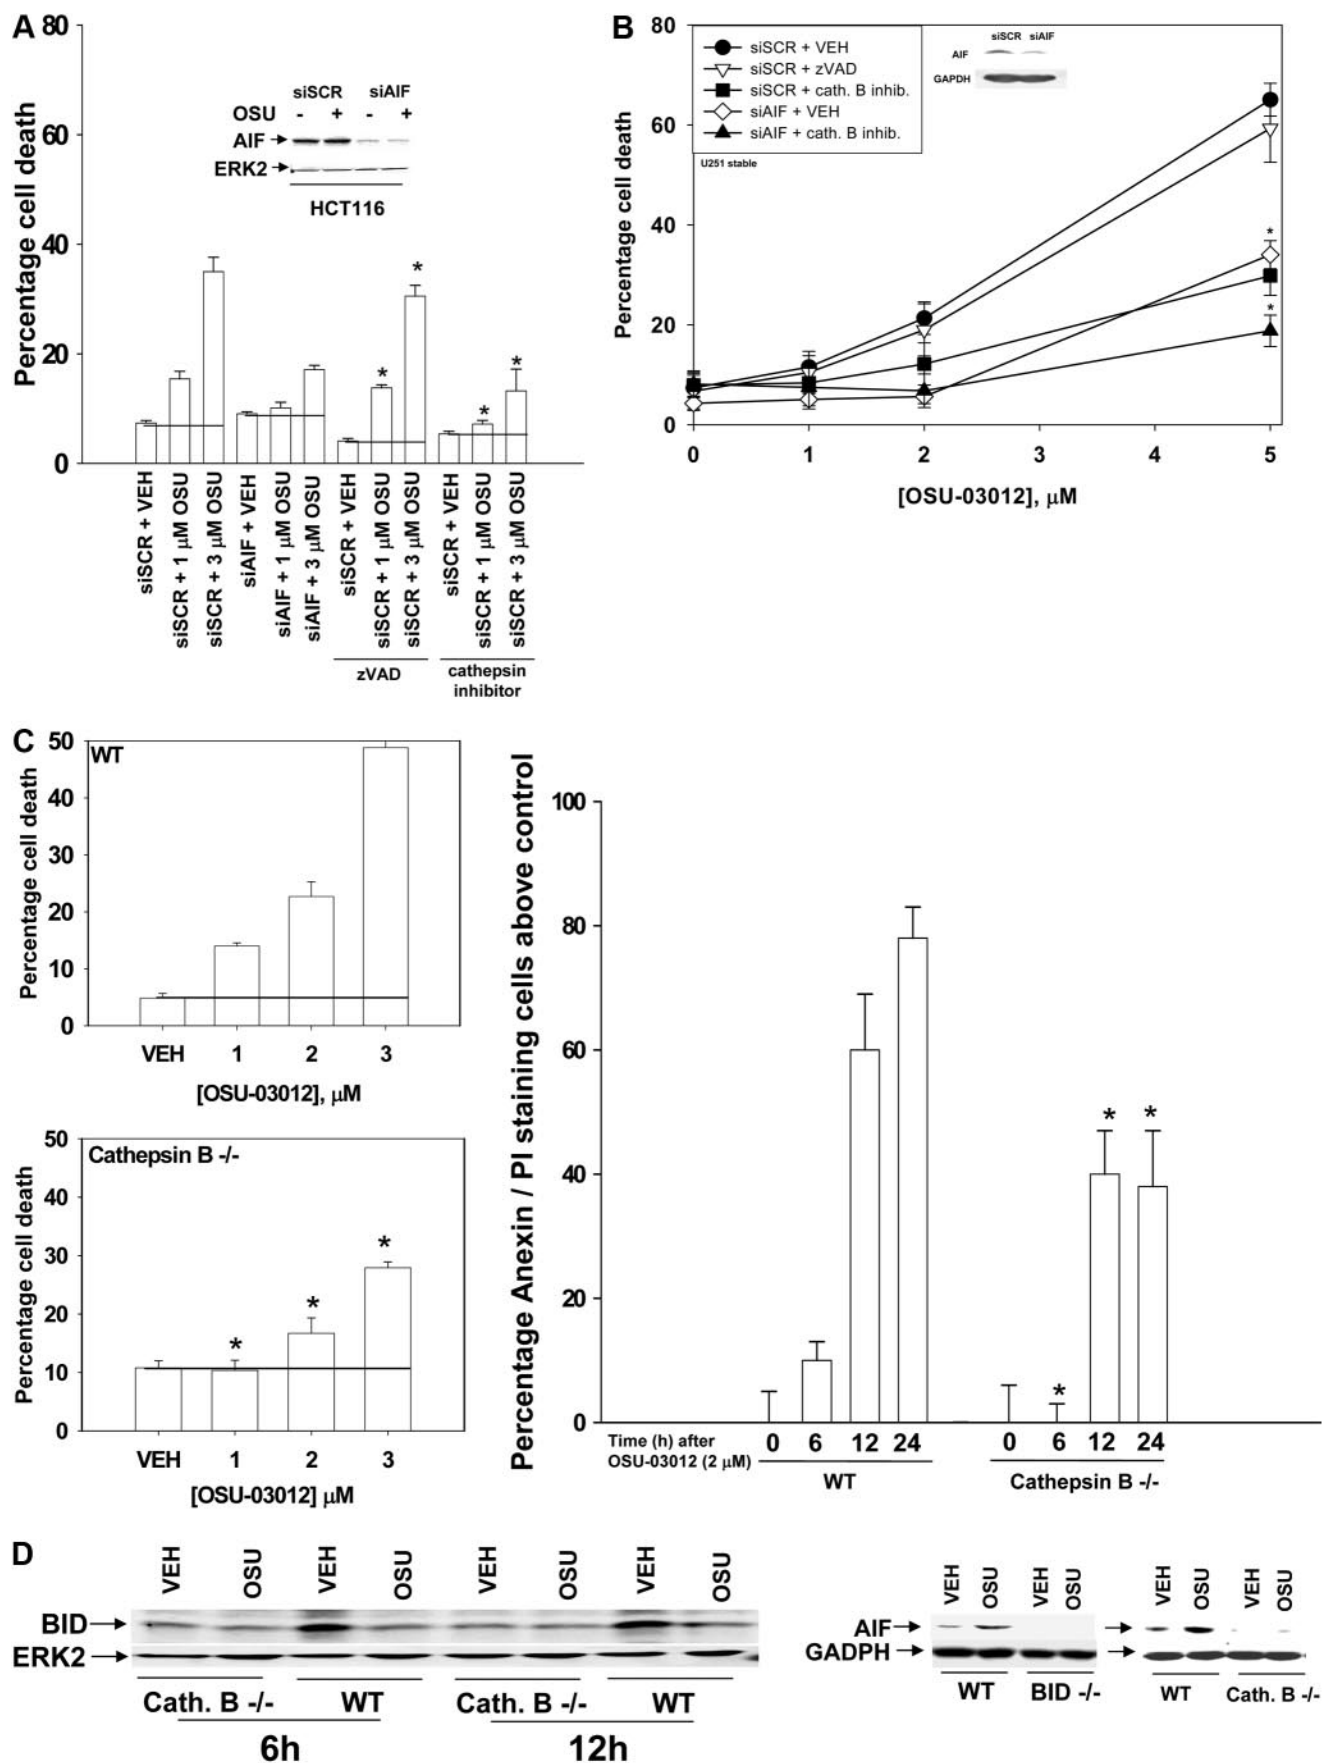 A
Percentage cell death
80
60
40
20
0
siSCR siAIF
OSU - + - +
AIF
ERK2
HCT116
* * * *
siSCR + VEH
siSCR + 1 μM OSU
siSCR + 3 μM OSU
siAIF + VEH
siAIF + 1 μM OSU
siAIF + 3 μM OSU
siSCR + VEH
siSCR + 1 μM OSU
siSCR + 3 μM OSU
siSCR + VEH
siSCR + 1 μM OSU
siSCR + 3 μM OSU
zVAD
cathepsin
inhibitor
B
Percentage cell death
80
60
40
20
0
siSCR + VEH
siSCR + zVAD
siSCR + cath. B inhib.
siAIF + VEH
siAIF + cath. B inhib.
U251 stable
siSCR siAIF
AIF
GAPDH
*
*
0 1 2 3 4 5
[OSU-03012], μM
C
WT
Percentage cell death
50
40
30
20
10
0
VEH 1 2 3
[OSU-03012], μM
Cathepsin B -/-
Percentage cell death
50
40
30
20
10
0
* * *
VEH 1 2 3
[OSU-03012] μM
Percentage Anexin / PI staining cells above control
100
80
60
40
20
0
* * *
Time (h) after
OSU-03012 (2 μM)
0 6 12 24 0 6 12 24
WT Cathepsin B -/-
D
VEH OSU VEH OSU VEH OSU VEH OSU
BID
ERK2
Cath. B -/- WT Cath. B -/- WT
6h 12h
VEH OSU VEH OSU VEH OSU VEH OSU
AIF
GADPH
WT BID -/- WT Cath. B -/-